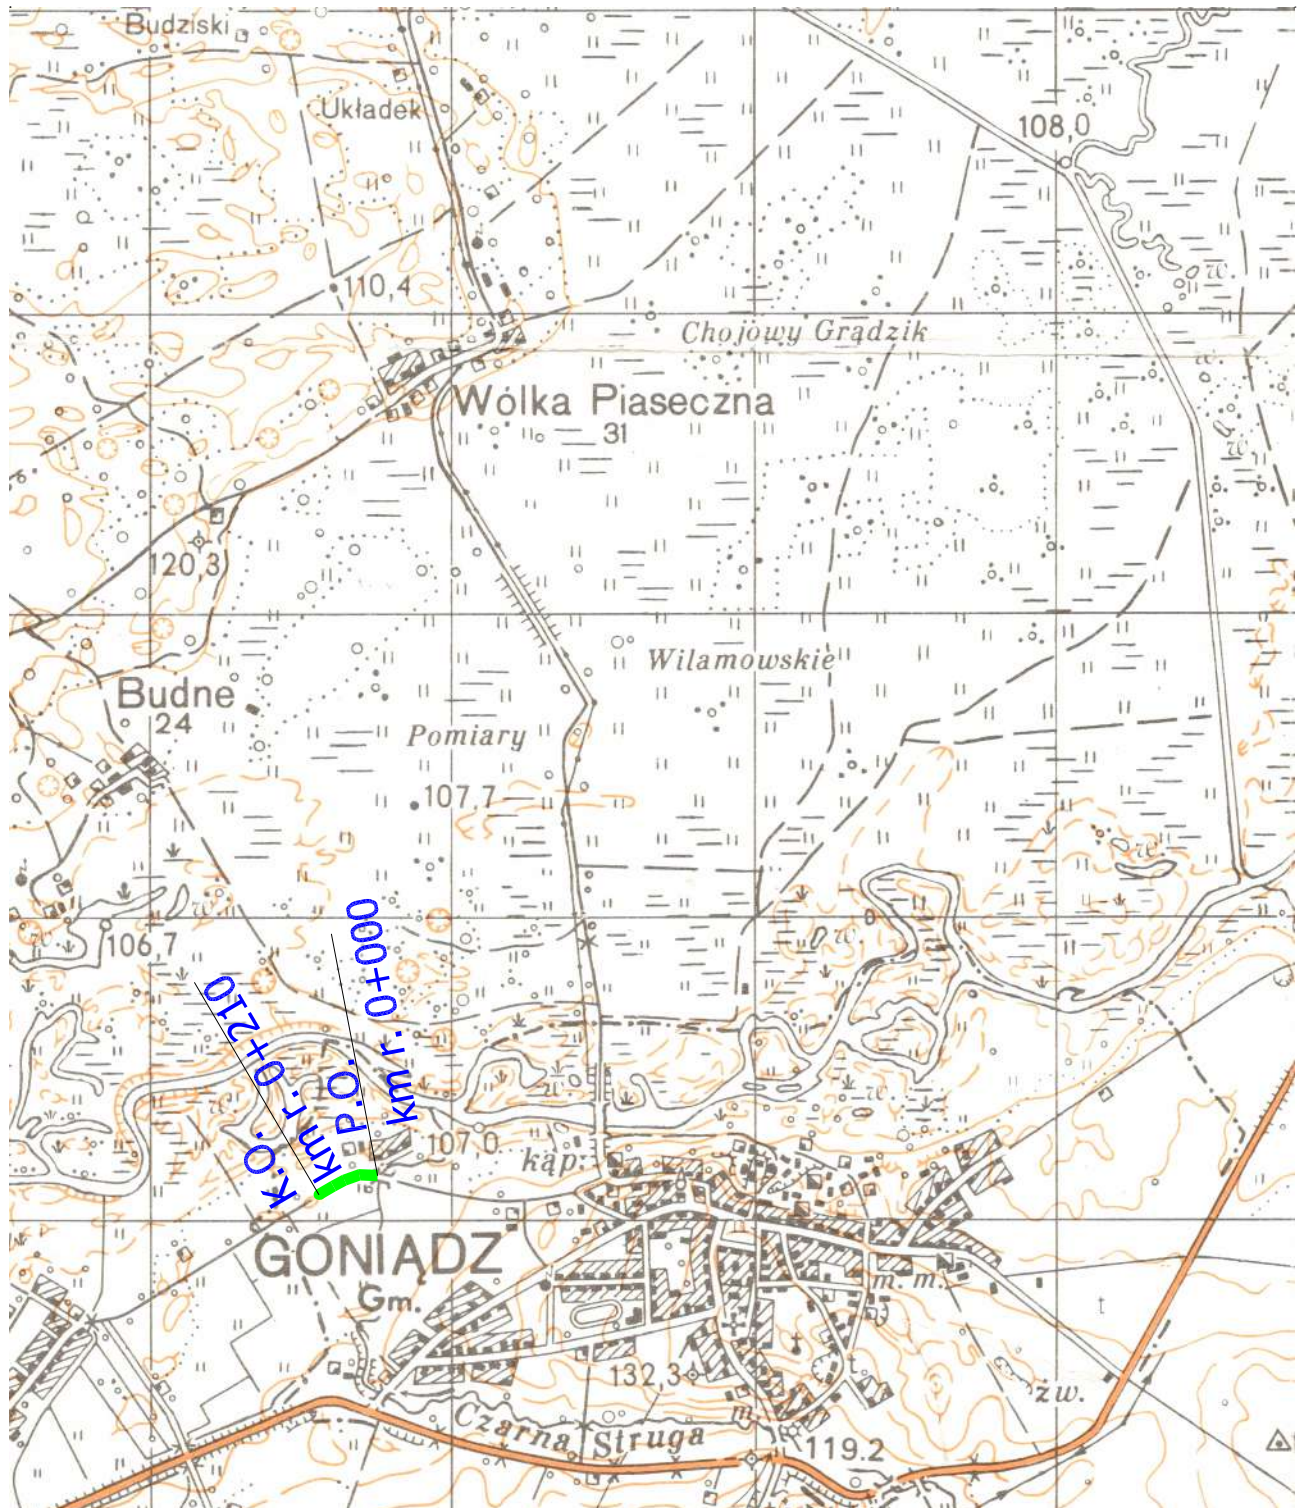 Budziski
Układek
108,0
110,4
w.
Chojowy Grądzik
w.
Wólka Piaseczna
31
w.
120,3
Wilamowskie
Budne
24
Pomiary
107,7
w.
w.
w.
w.
106,7
K.O.
km r. 0+210
P.O.
km r. 0+000
w.
w.
w.
107,0
kap.
t
GONIĄDZ
Gm.
m.
m.
t
t
132,3
m.
żw.
Czarna Struga
119.2